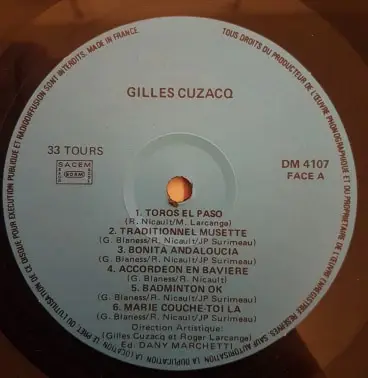 TOUS DROITS DU PRODUCTEUR DE L'ŒUVRE PHONOGRAPHIQUE ET DU PROPRIETAIRE DE L'ŒUVRE ENREGISTREE RESERVES. SAUF AUTORISATION LA DUPLICATION LA LOCATION LE PRET, OU L'UTILISATION DE CE DISQUE POUR EXECUTION PUBLIQUE ET RADIODIFFUSION SONT INTERDITS. MADE IN FRANCE
GILLES CUZACQ
33 TOURS
SACEM
DM 4107
FACE A
1. TOROS EL PASO
(R. Nicault/M. Larcange)
2. TRADITIONNEL MUSETTE
(G. Blaness/R. Nicault/JP Surimeau)
3. BONITA ANDALOUCIA
(G. Blaness/R. Nicault/JP Surimeau)
4. ACCORDEON EN BAVIERE
(G. Blaness/R. Nicault)
5. BADMINTON OK
(G. Blaness/R. Nicault/JP Surimeau)
6. MARIE COUCHE-TOI LA
(G. Blaness/R. Nicault/JP Surimeau)
Direction Artistique:
(Gilles Cuzacq et Roger Larcange)
Ed. DANY MARCHETTI